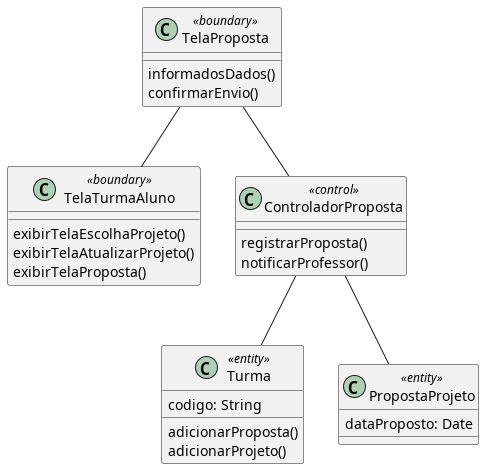 C «boundary»
TelaProposta
informadosDados()
confirmarEnvio()
C «boundary»
TelaTurmaAluno
exibirTelaEscolhaProjeto()
exibirTelaAtualizarProjeto()
exibirTelaProposta()
C «control»
ControladorProposta
registrarProposta()
notificarProfessor()
C «entity»
Turma
codigo: String
adicionarProposta()
adicionarProjeto()
C «entity»
PropostaProjeto
dataProposto: Date